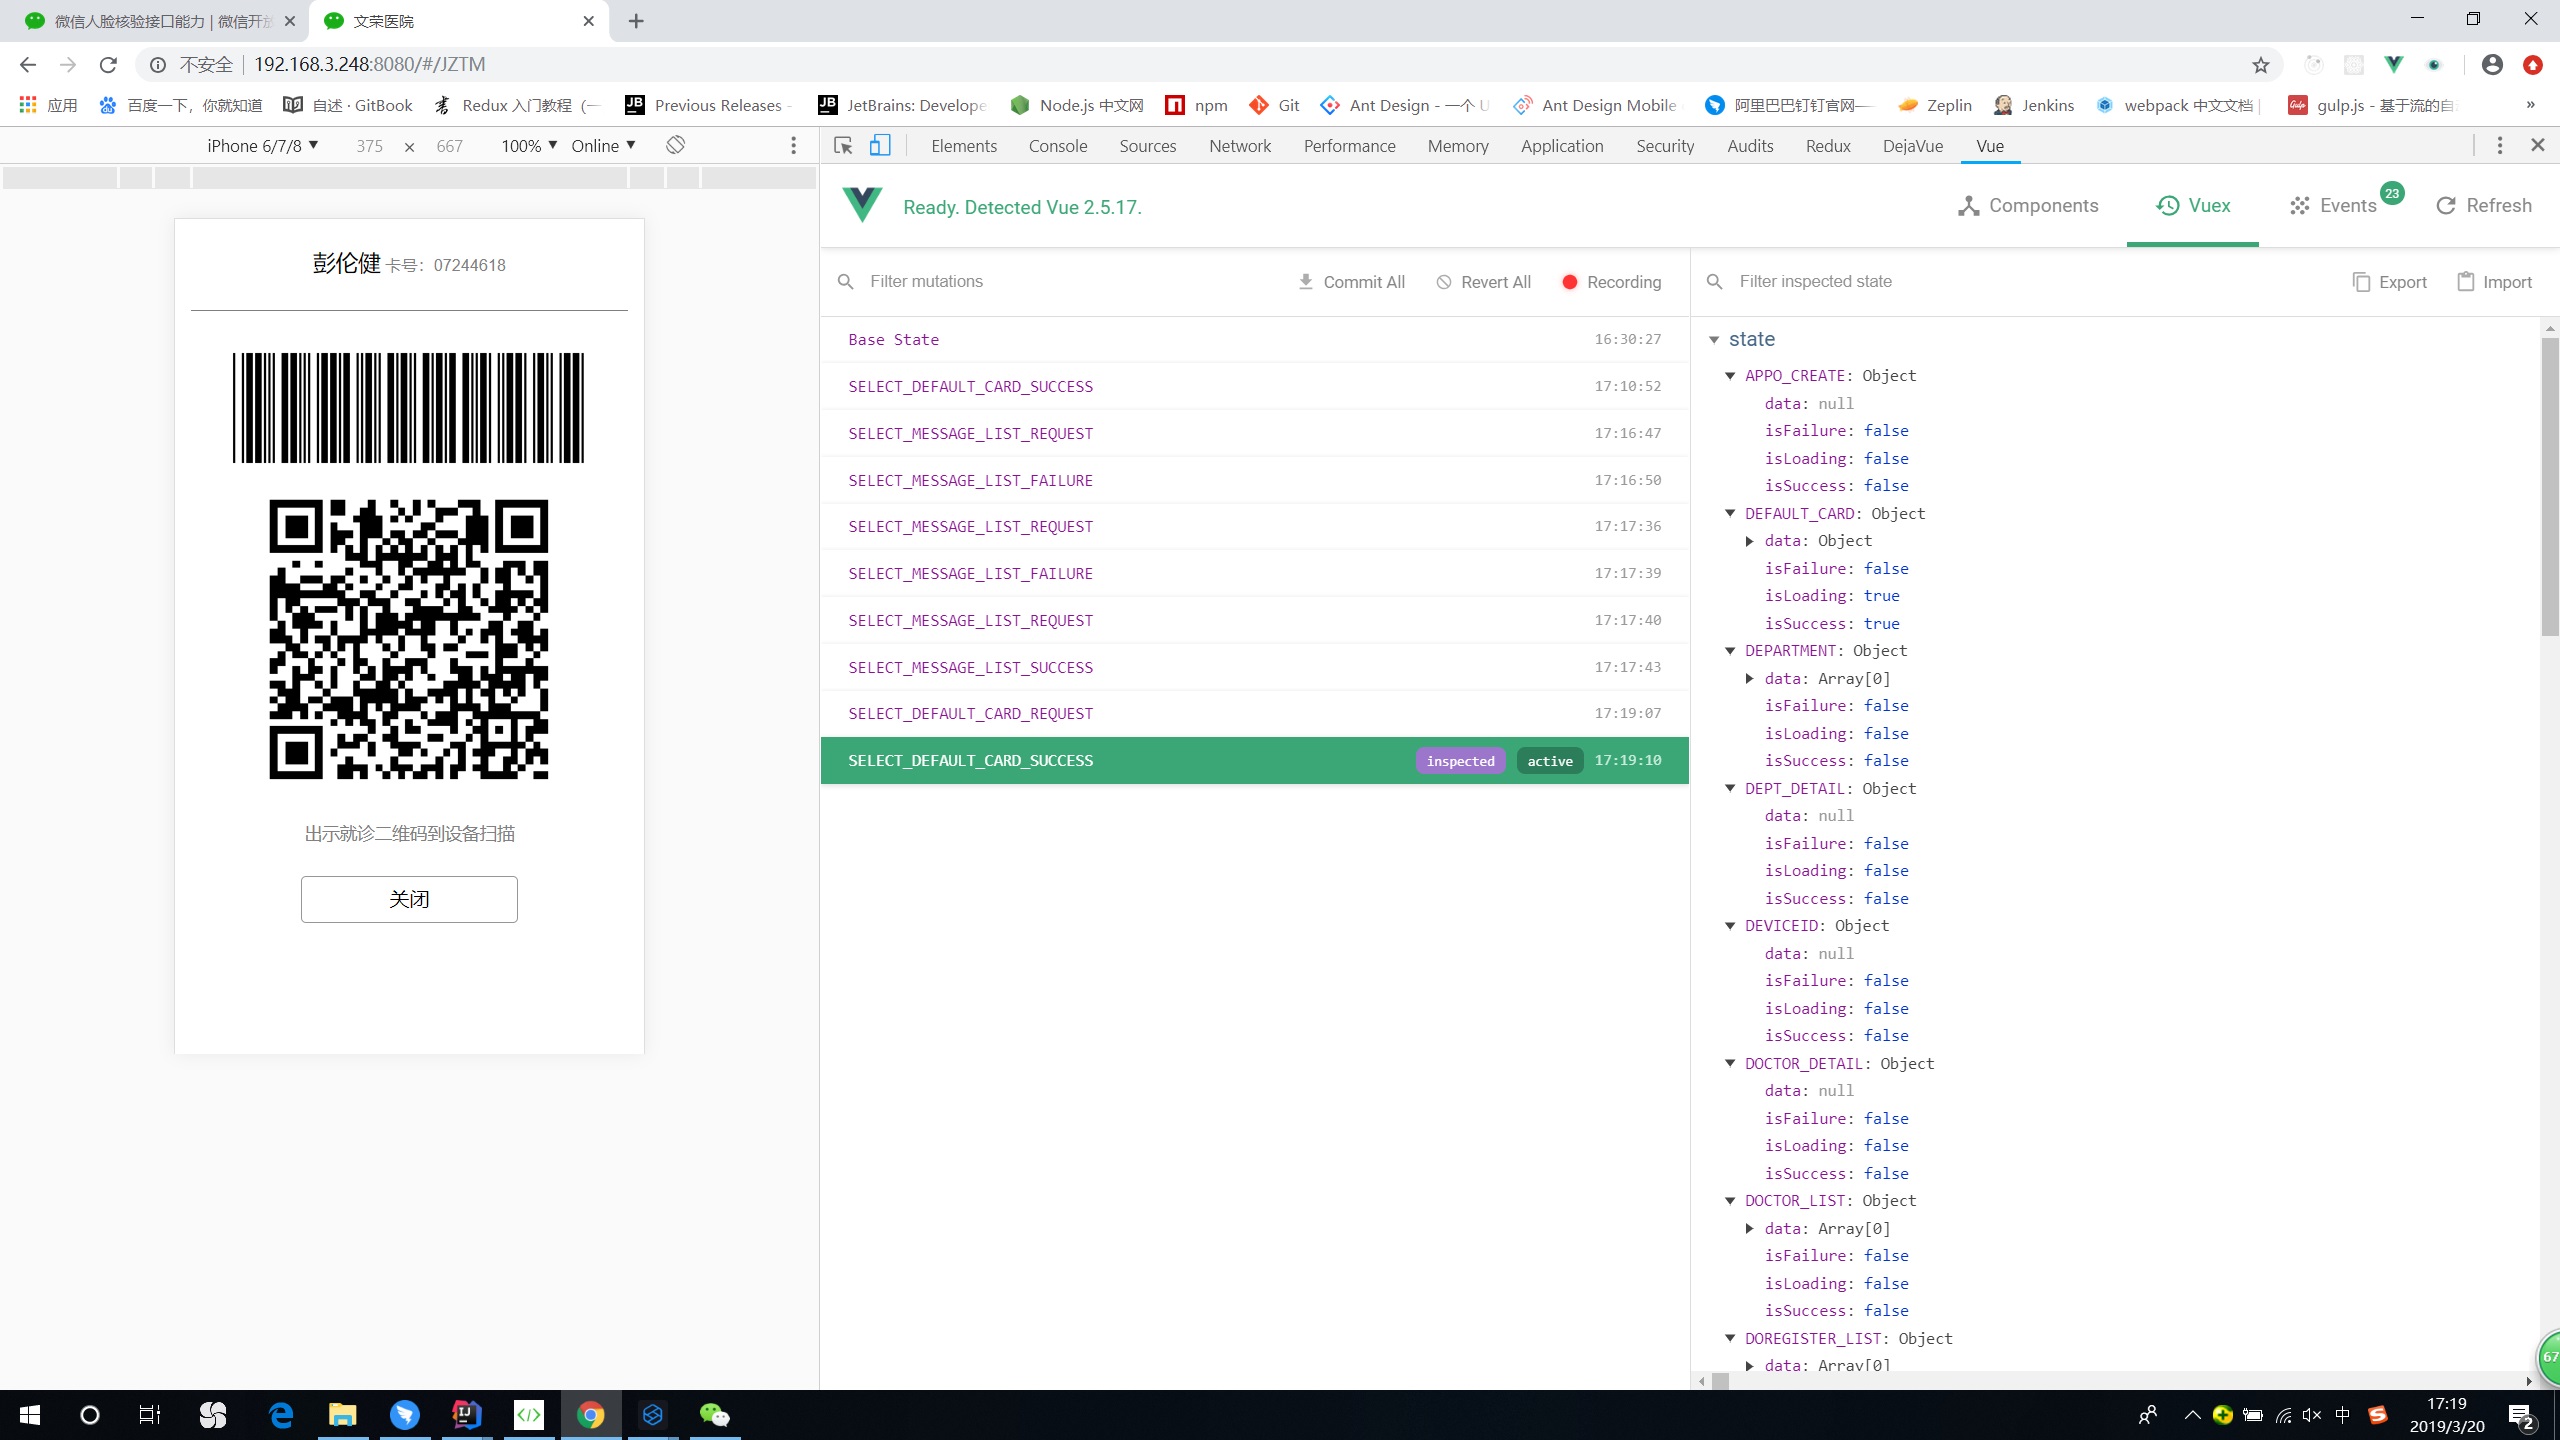 微信人脸核验接口能力 | 微信开放
文荣医院
不安全 192.168.3.248:8080/#/JZTM
应用 百度一下，你就知道 自述 · GitBook Redux 入门教程（一 Previous Releases - JetBrains: Develope Node.js 中文网 npm Git Ant Design - 一个 U Ant Design Mobile 阿里巴巴钉钉官网—— Zeplin Jenkins webpack 中文文档 | gulp.js - 基于流的自 »
iPhone 6/7/8 375 × 667 100% Online
Elements Console Sources Network Performance Memory Application Security Audits Redux DejaVue Vue
Ready. Detected Vue 2.5.17.
Components Vuex Events 23 Refresh
彭伦健 卡号：07244618
出示就诊二维码到设备扫描
关闭
Filter mutations Commit All Revert All Recording
Base State 16:30:27
SELECT_DEFAULT_CARD_SUCCESS 17:10:52
SELECT_MESSAGE_LIST_REQUEST 17:16:47
SELECT_MESSAGE_LIST_FAILURE 17:16:50
SELECT_MESSAGE_LIST_REQUEST 17:17:36
SELECT_MESSAGE_LIST_FAILURE 17:17:39
SELECT_MESSAGE_LIST_REQUEST 17:17:40
SELECT_MESSAGE_LIST_SUCCESS 17:17:43
SELECT_DEFAULT_CARD_REQUEST 17:19:07
SELECT_DEFAULT_CARD_SUCCESS inspected active 17:19:10
Filter inspected state Export Import
state
APPO_CREATE: Object
data: null
isFailure: false
isLoading: false
isSuccess: false
DEFAULT_CARD: Object
data: Object
isFailure: false
isLoading: true
isSuccess: true
DEPARTMENT: Object
data: Array[0]
isFailure: false
isLoading: false
isSuccess: false
DEPT_DETAIL: Object
data: null
isFailure: false
isLoading: false
isSuccess: false
DEVICEID: Object
data: null
isFailure: false
isLoading: false
isSuccess: false
DOCTOR_DETAIL: Object
data: null
isFailure: false
isLoading: false
isSuccess: false
DOCTOR_LIST: Object
data: Array[0]
isFailure: false
isLoading: false
isSuccess: false
DOREGISTER_LIST: Object
data: Array[0]
67
中
17:19
2019/3/20
2